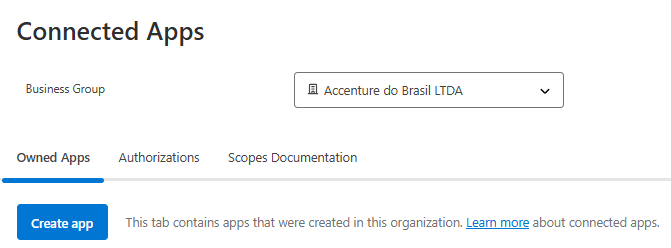 Connected Apps
Business Group
Accenture do Brasil LTDA
Owned Apps
Authorizations
Scopes Documentation
Create app
This tab contains apps that were created in this organization. Learn more about connected apps.